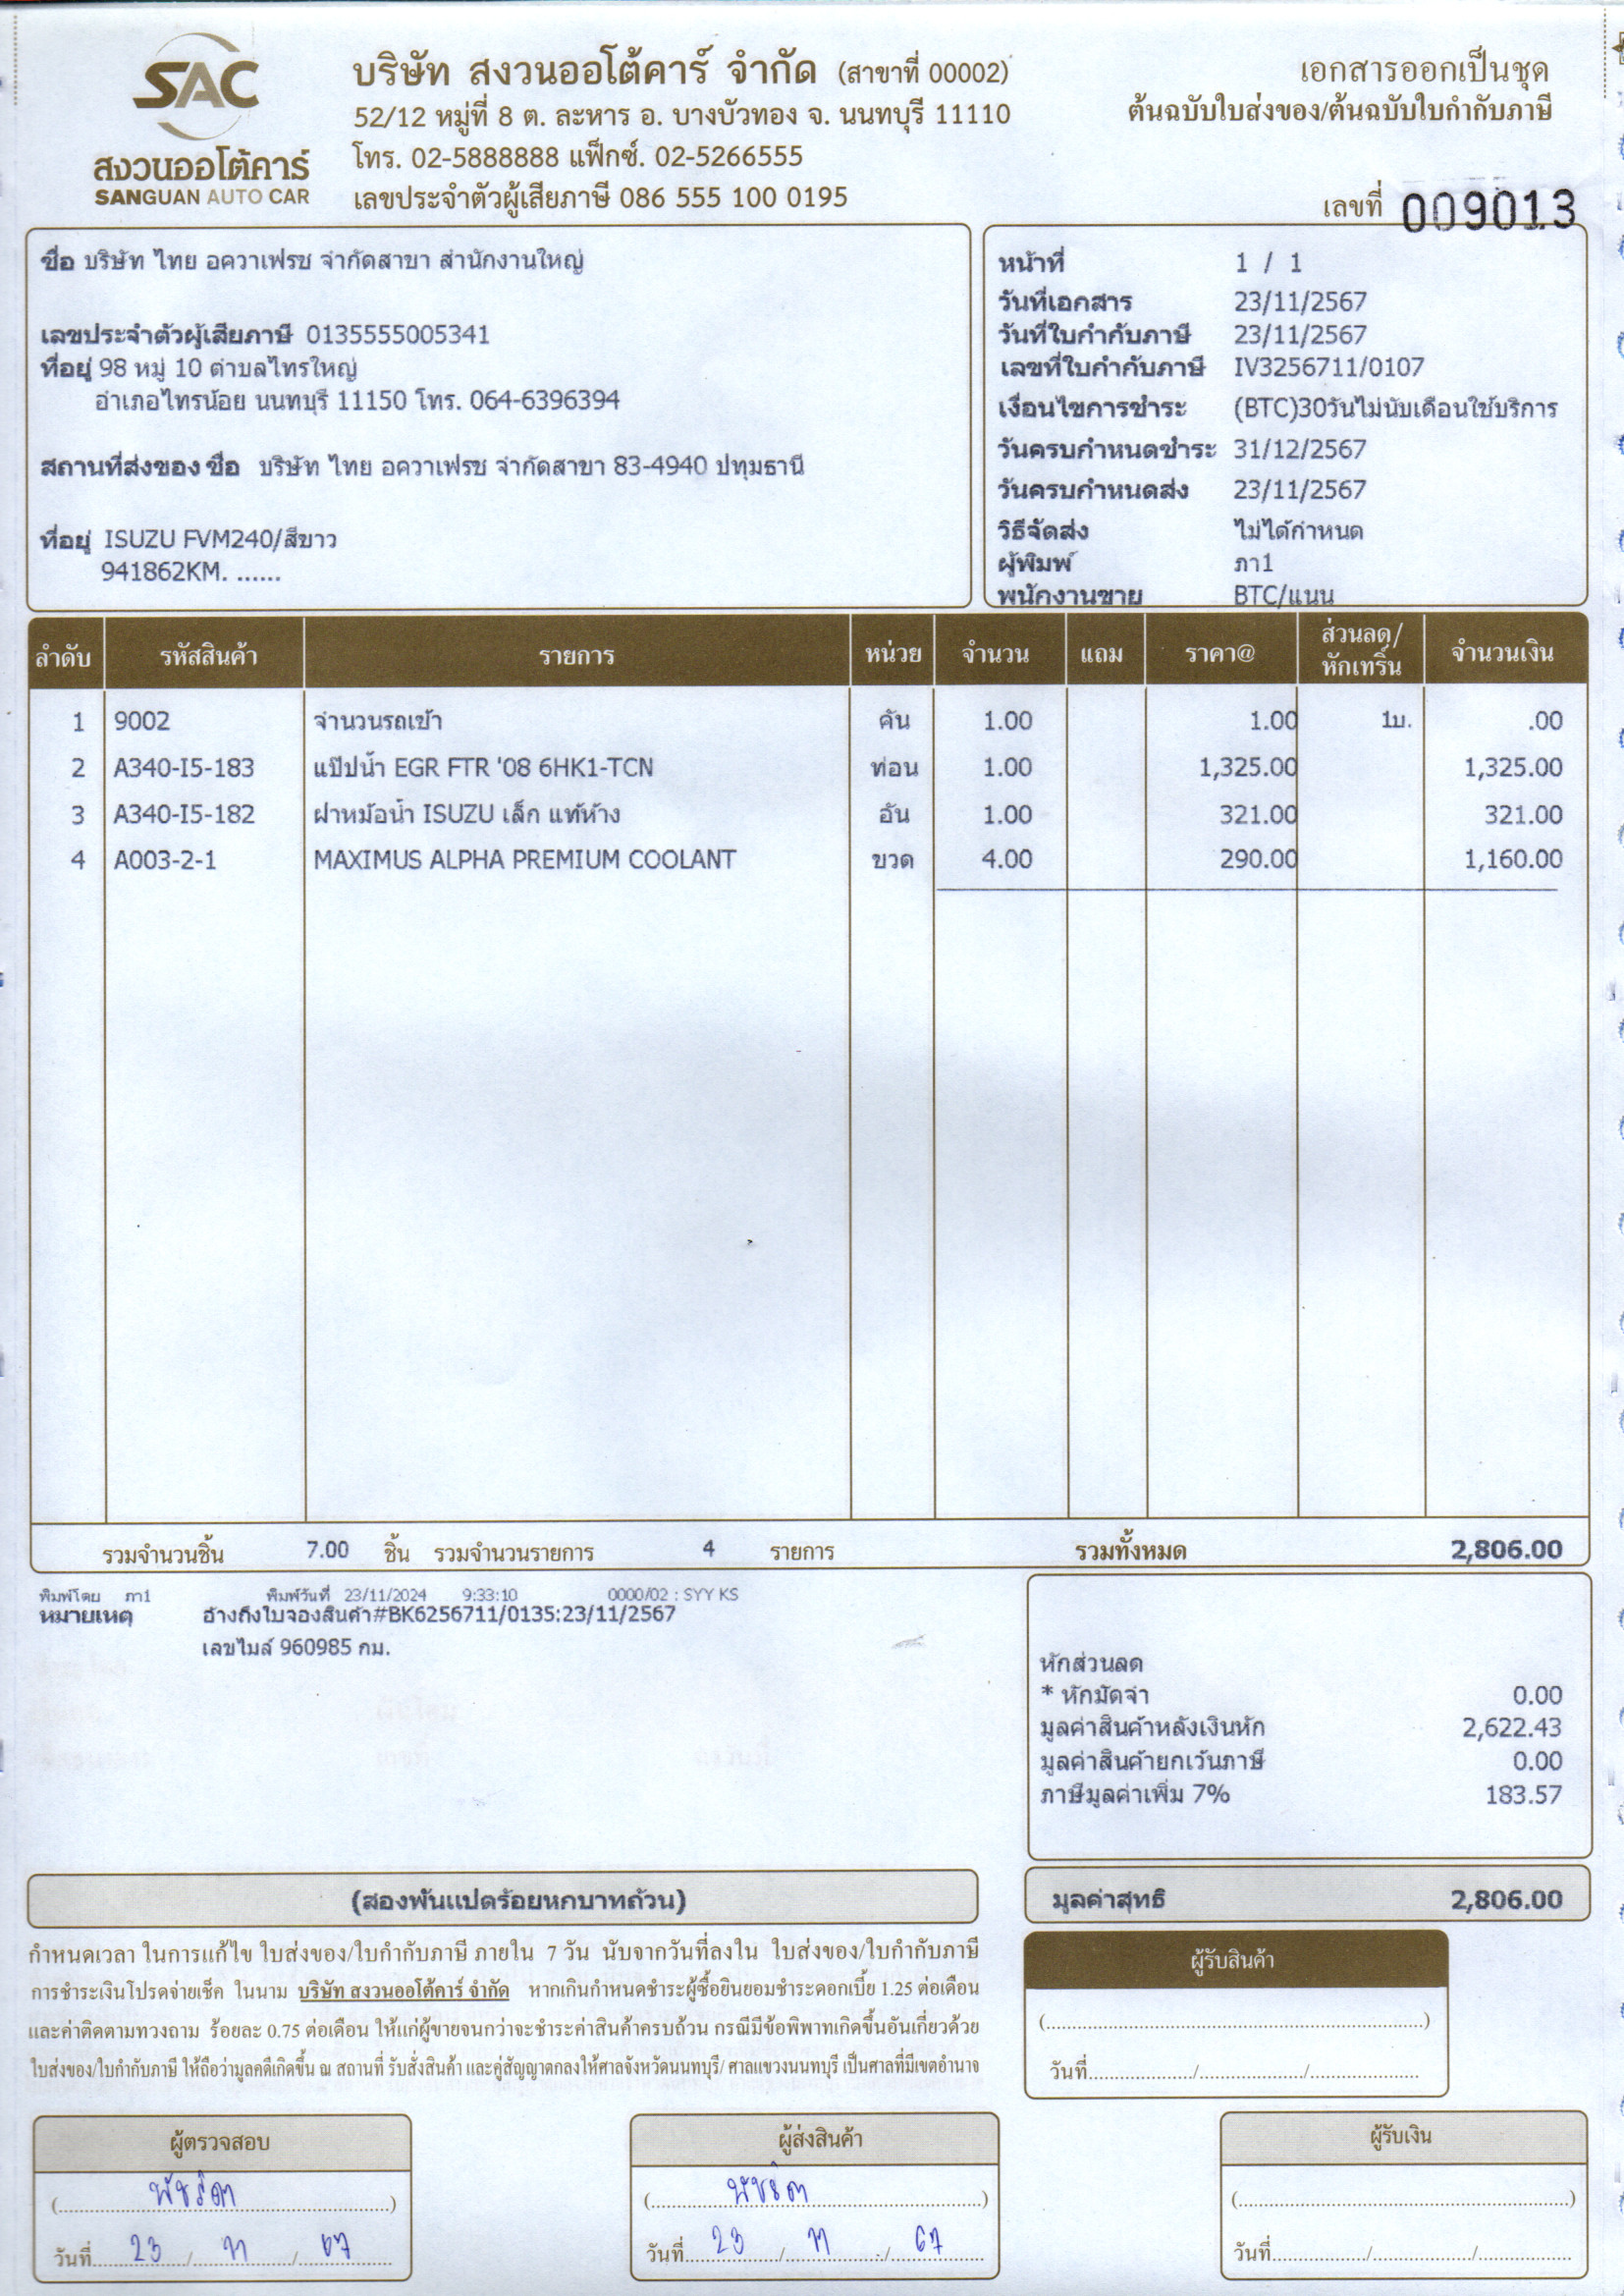 SAC
สงวนออโต้คาร์
SANGUAN AUTO CAR
บริษัท สงวนออโต้คาร์ จำกัด (สาขาที่ 00002)
52/12 หมู่ที่ 8 ต. ละหาร อ. บางบัวทอง จ. นนทบุรี 11110
โทร. 02-5888888 แฟ็กซ์. 02-5266555
เลขประจำตัวผู้เสียภาษี 086 555 100 0195
เอกสารออกเป็นชุด
ต้นฉบับใบส่งของ/ต้นฉบับใบกำกับภาษี
เลขที่ 009013
ชื่อ บริษัท ไทย อควาเฟรช จำกัดสาขา สำนักงานใหญ่
เลขประจำตัวผู้เสียภาษี 0135555005341
ที่อยู่ 98 หมู่ 10 ตำบลไทรใหญ่
อำเภอไทรน้อย นนทบุรี 11150 โทร. 064-6396394
สถานที่ส่งของ ชื่อ บริษัท ไทย อควาเฟรช จำกัดสาขา 83-4940 ปทุมธานี
ที่อยู่ ISUZU FVM240/สีขาว
941862KM. ......
หน้าที่ 1 / 1
วันที่เอกสาร 23/11/2567
วันที่ใบกำกับภาษี 23/11/2567
เลขที่ใบกำกับภาษี IV3256711/0107
เงื่อนไขการชำระ (BTC)30วันไม่นับเดือนใช้บริการ
วันครบกำหนดชำระ 31/12/2567
วันครบกำหนดส่ง 23/11/2567
วิธีจัดส่ง ไม่ได้กำหนด
ผู้พิมพ์ ภา1
พนักงานขาย BTC/แนน
ลำดับ รหัสสินค้า รายการ หน่วย จำนวน แถม ราคา@ ส่วนลด/หักเทริ์น จำนวนเงิน
1 9002 จำนวนรถเข้า คัน 1.00 1.00 1บ. .00
2 A340-I5-183 แป๊ปน้ำ EGR FTR '08 6HK1-TCN ท่อน 1.00 1,325.00 1,325.00
3 A340-I5-182 ฝาหม้อน้ำ ISUZU เล็ก แท้ห้าง อัน 1.00 321.00 321.00
4 A003-2-1 MAXIMUS ALPHA PREMIUM COOLANT ขวด 4.00 290.00 1,160.00
รวมจำนวนชิ้น 7.00 ชิ้น รวมจำนวนรายการ 4 รายการ รวมทั้งหมด 2,806.00
พิมพ์โดย ภา1 พิมพ์วันที่ 23/11/2024 9:33:10 0000/02 : SYY KS
หมายเหตุ อ้างถึงใบจองสินค้า#BK6256711/0135:23/11/2567
เลขไมล์ 960985 กม.
หักส่วนลด
* หักมัดจำ 0.00
มูลค่าสินค้าหลังเงินหัก 2,622.43
มูลค่าสินค้ายกเว้นภาษี 0.00
ภาษีมูลค่าเพิ่ม 7% 183.57
(สองพันแปดร้อยหกบาทถ้วน)
มูลค่าสุทธิ 2,806.00
กำหนดเวลา ในการแก้ไข ใบส่งของ/ใบกำกับภาษี ภายใน 7 วัน นับจากวันที่ลงใน ใบส่งของ/ใบกำกับภาษี
การชำระเงินโปรดจ่ายเช็ค ในนาม บริษัท สงวนออโต้คาร์ จำกัด หากเกินกำหนดชำระผู้ซื้อยินยอมชำระดอกเบี้ย 1.25 ต่อเดือน
และค่าติดตามทวงถาม ร้อยละ 0.75 ต่อเดือน ให้แก่ผู้ขายจนกว่าจะชำระค่าสินค้าครบถ้วน กรณีมีข้อพิพาทเกิดขึ้นอันเกี่ยวด้วย
ใบส่งของ/ใบกำกับภาษี ให้ถือว่ามูลคดีเกิดขึ้น ณ สถานที่ รับสั่งสินค้า และคู่สัญญาตกลงให้ศาลจังหวัดนนทบุรี/ ศาลแขวงนนทบุรี เป็นศาลที่มีเขตอำนาจ
ผู้รับสินค้า
(..........)
วันที่........../........../..........
ผู้ตรวจสอบ
(พัชริดา)
วันที่ 23 / 11 / 67
ผู้ส่งสินค้า
(พัชริดา)
วันที่ 23 / 11 / 67
ผู้รับเงิน
(..........)
วันที่........../........../..........